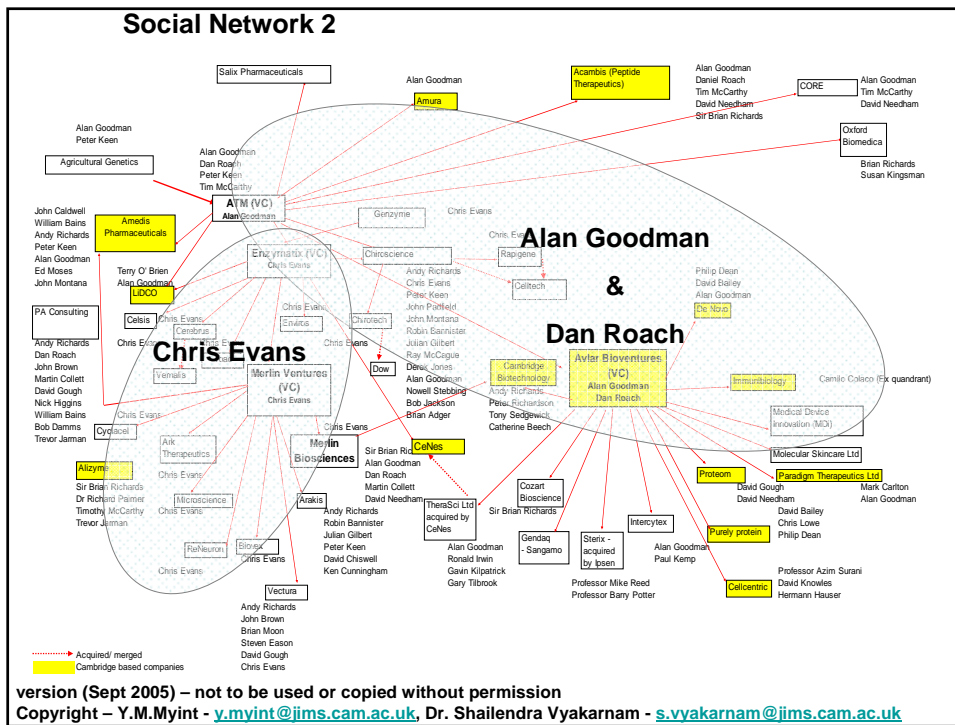 Social Network 2
Salix Pharmaceuticals
Alan Goodman
Amura
Acambis (Peptide
Therapeutics)
Alan Goodman
Daniel Roach
Tim McCarthy
David Needham
Sir Brian Richards
CORE
Alan Goodman
Tim McCarthy
David Needham
Oxford
Biomedica
Brian Richards
Susan Kingsman
Alan Goodman
Peter Keen
Agricultural Genetics
Alan Goodman
Dan Roach
Peter Keen
Tim McCarthy
ATM (VC)
Alan Goodman
John Caldwell
William Bains
Andy Richards
Peter Keen
Alan Goodman
Ed Moses
John Montana
Amedis
Pharmaceuticals
Genzyme
Chris Evans
Enzymatix (VC)
Chris Evans
Chiroscience
Chris Evans
Rapigene
Celltech
Alan Goodman
&
Dan Roach
Terry O' Brien
Alan Goodman
LiDCO
PA Consulting
Andy Richards
Dan Roach
John Brown
Martin Collett
David Gough
Nick Higgins
William Bains
Bob Damms
Trevor Jarman
Celsis
Chris Evans
Cerebrus
Chris Evans
Vernalis
Chris Evans
Enviros
Chris Evans
Chirotech
Dow
Andy Richards
Chris Evans
Peter Keen
John Padfield
John Montana
Robin Bannister
Julian Gilbert
Ray McCague
Derek Jones
Alan Goodman
Nowell Stebbing
Bob Jackson
Brian Adger
Philip Dean
David Bailey
Alan Goodman
De Novo
Chris Evans
Merlin Ventures
(VC)
Chris Evans
Cambridge
Biotechnology
Andy Richards
Peter Richardson
Tony Sedgewick
Catherine Beech
Avlar Bioventures
(VC)
Alan Goodman
Dan Roach
Immunibiology
Camilo Colaco (Ex quadrant)
Medical Device
innovation (MDi)
Molecular Skincare Ltd
Cyclacel
Chris Evans
Ark
Therapeutics
Chris Evans
Merlin
Biosciences
Sir Brian Ric
Alan Goodman
Dan Roach
Martin Collett
David Needham
CeNes
Alizyme
Sir Brian Richards
Dr Richard Palmer
Timothy McCarthy
Trevor Jarman
Microscience
Chris Evans
Arakis
Andy Richards
Robin Bannister
Julian Gilbert
Peter Keen
David Chiswell
Ken Cunningham
TheraSci Ltd
acquired by
CeNes
Alan Goodman
Ronald Irwin
Gavin Kilpatrick
Gary Tilbrook
Cozart
Bioscience
Sir Brian Richards
Gendaq
- Sangamo
Sterix -
acquired
by Ipsen
Professor Mike Reed
Professor Barry Potter
Intercytex
Alan Goodman
Paul Kemp
Proteom
David Gough
David Needham
Paradigm Therapeutics Ltd
Mark Carlton
Alan Goodman
David Bailey
Chris Lowe
Philip Dean
Purely protein
Cellcentric
Professor Azim Surani
David Knowles
Hermann Hauser
ReNeuron
Chris Evans
Biovex
Chris Evans
Vectura
Andy Richards
John Brown
Brian Moon
Steven Eason
David Gough
Chris Evans
Acquired/ merged
Cambridge based companies
version (Sept 2005) – not to be used or copied without permission
Copyright – Y.M.Myint - y.myint@jims.cam.ac.uk, Dr. Shailendra Vyakarnam - s.vyakarnam@jims.cam.ac.uk